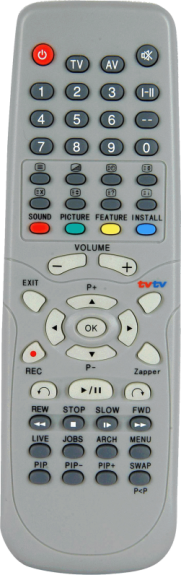 TV AV
1 2 3 I-II
4 5 6 --
7 8 9 0
SOUND PICTURE FEATURE INSTALL
VOLUME
− +
EXIT P+ tvtv
OK
REC P- Zapper
REW STOP SLOW FWD
LIVE JOBS ARCH MENU
PIP PIP- PIP+ SWAP
P<P